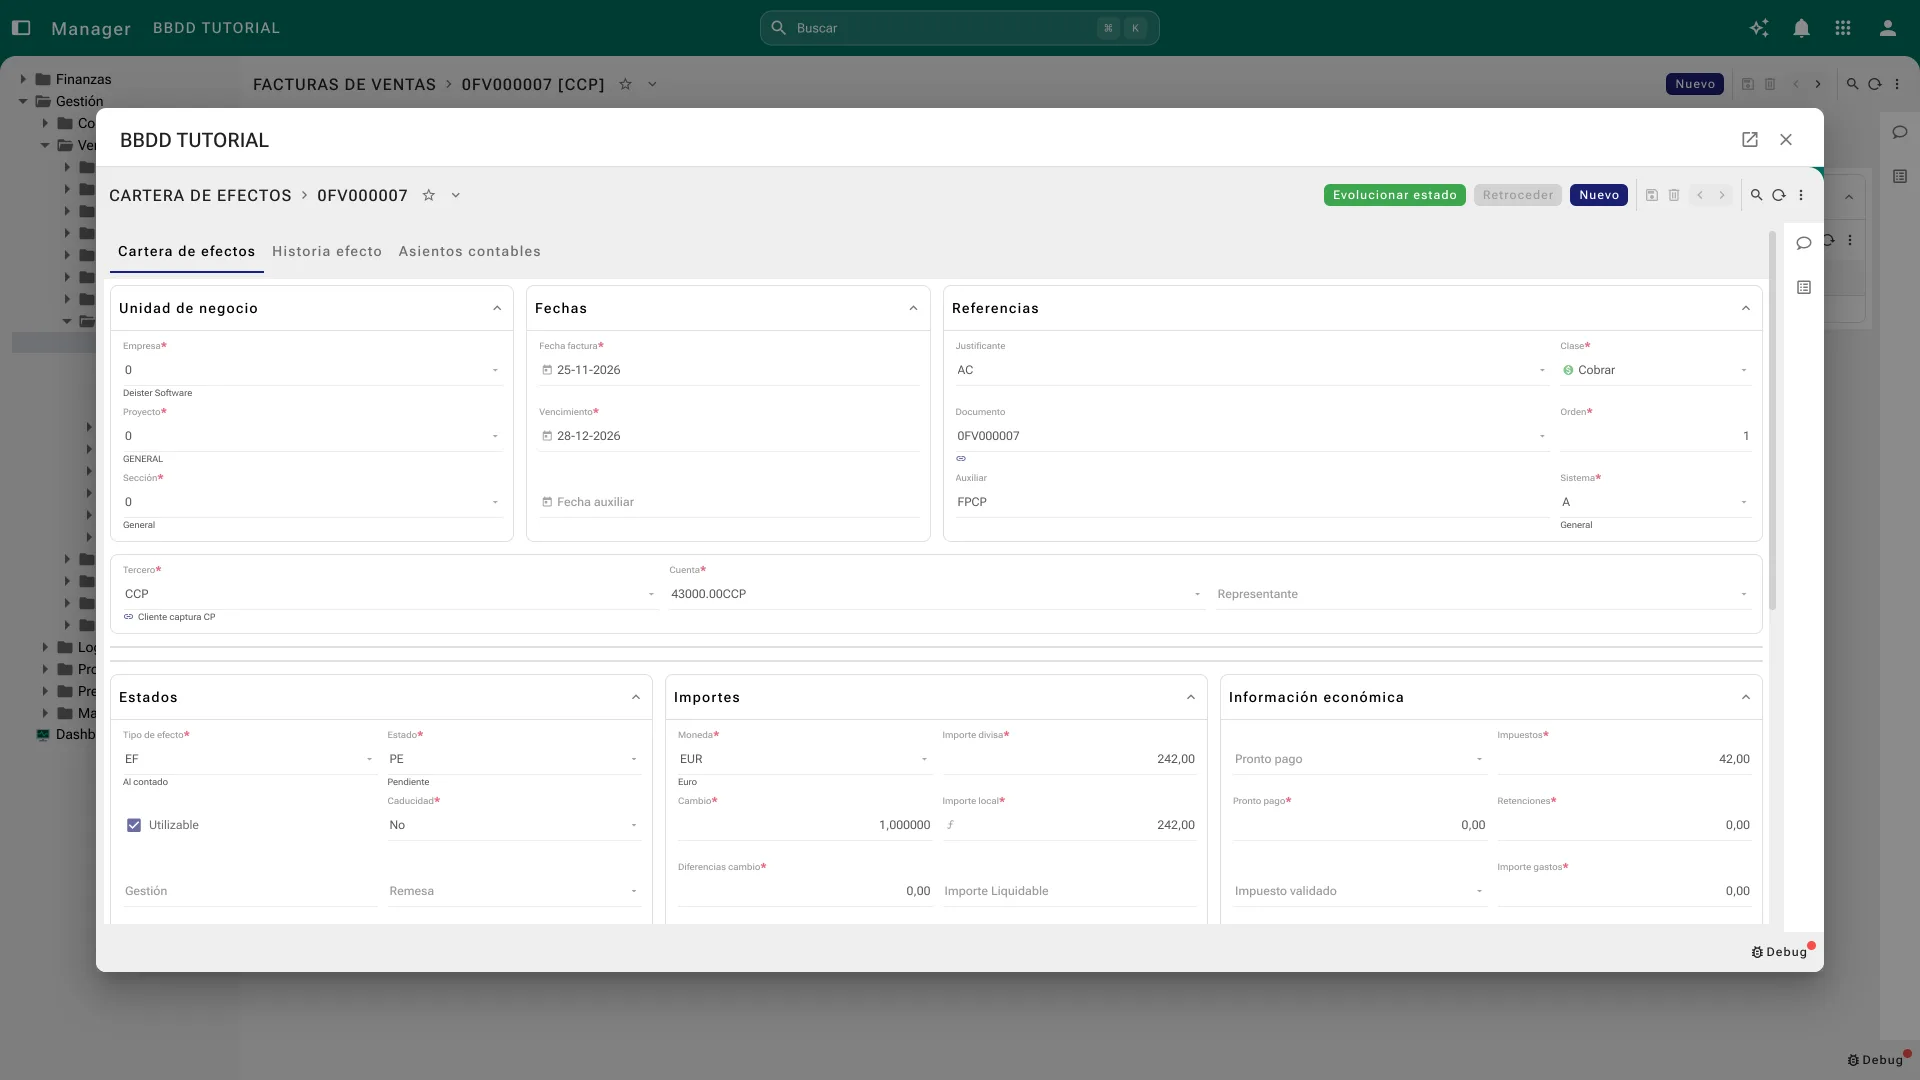 Manager BBDD TUTORIAL
Buscar
⌘ K
Finanzas
Gestión
FACTURAS DE VENTAS > 0FV000007 [CCP]
Nuevo
BBDD TUTORIAL
CARTERA DE EFECTOS > 0FV000007
Evolucionar estado
Retroceder
Nuevo
Cartera de efectos
Historia efecto
Asientos contables
Unidad de negocio
Empresa*
0
Deister Software
Proyecto*
0
GENERAL
Sección*
0
General
Fechas
Fecha factura*
25-11-2026
Vencimiento*
28-12-2026
Fecha auxiliar
Referencias
Justificante
AC
Clase*
Cobrar
Documento
0FV000007
Orden*
1
Auxiliar
FPCP
Sistema*
A
General
Tercero*
CCP
Cliente captura CP
Cuenta*
43000.00CCP
Representante
Estados
Tipo de efecto*
EF
Al contado
Estado*
PE
Pendiente
Utilizable
Caducidad*
No
Gestión
Remesa
Importes
Moneda*
EUR
Euro
Importe divisa*
242,00
Cambio*
1,000000
Importe local*
242,00
Diferencias cambio*
0,00
Importe Liquidable
Información económica
Pronto pago
Impuestos*
42,00
Pronto pago*
0,00
Retenciones*
0,00
Impuesto validado
Importe gastos*
0,00
Debug
Debug